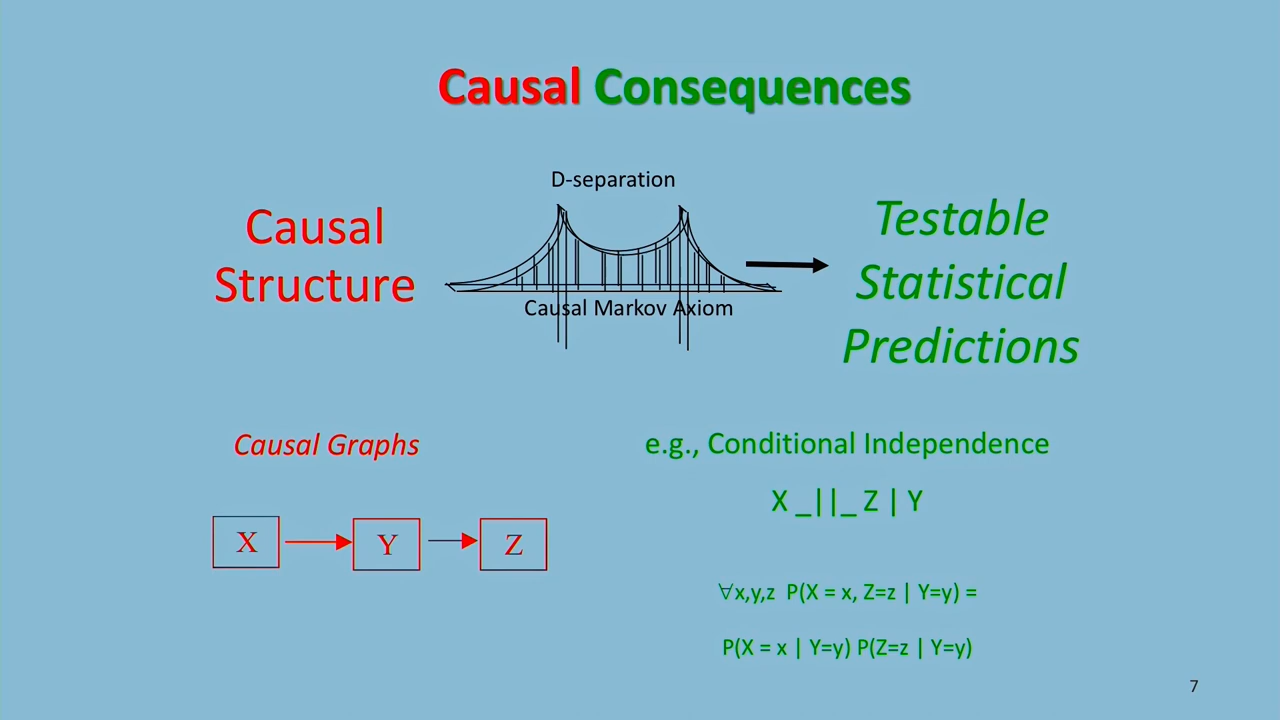 Causal Consequences
D-separation
Causal
Structure
Causal Markov Axiom
Testable
Statistical
Predictions
Causal Graphs
X
Y
Z
e.g., Conditional Independence
X _||_ Z | Y
∀x,y,z P(X = x, Z=z | Y=y) =
P(X = x | Y=y) P(Z=z | Y=y)
7